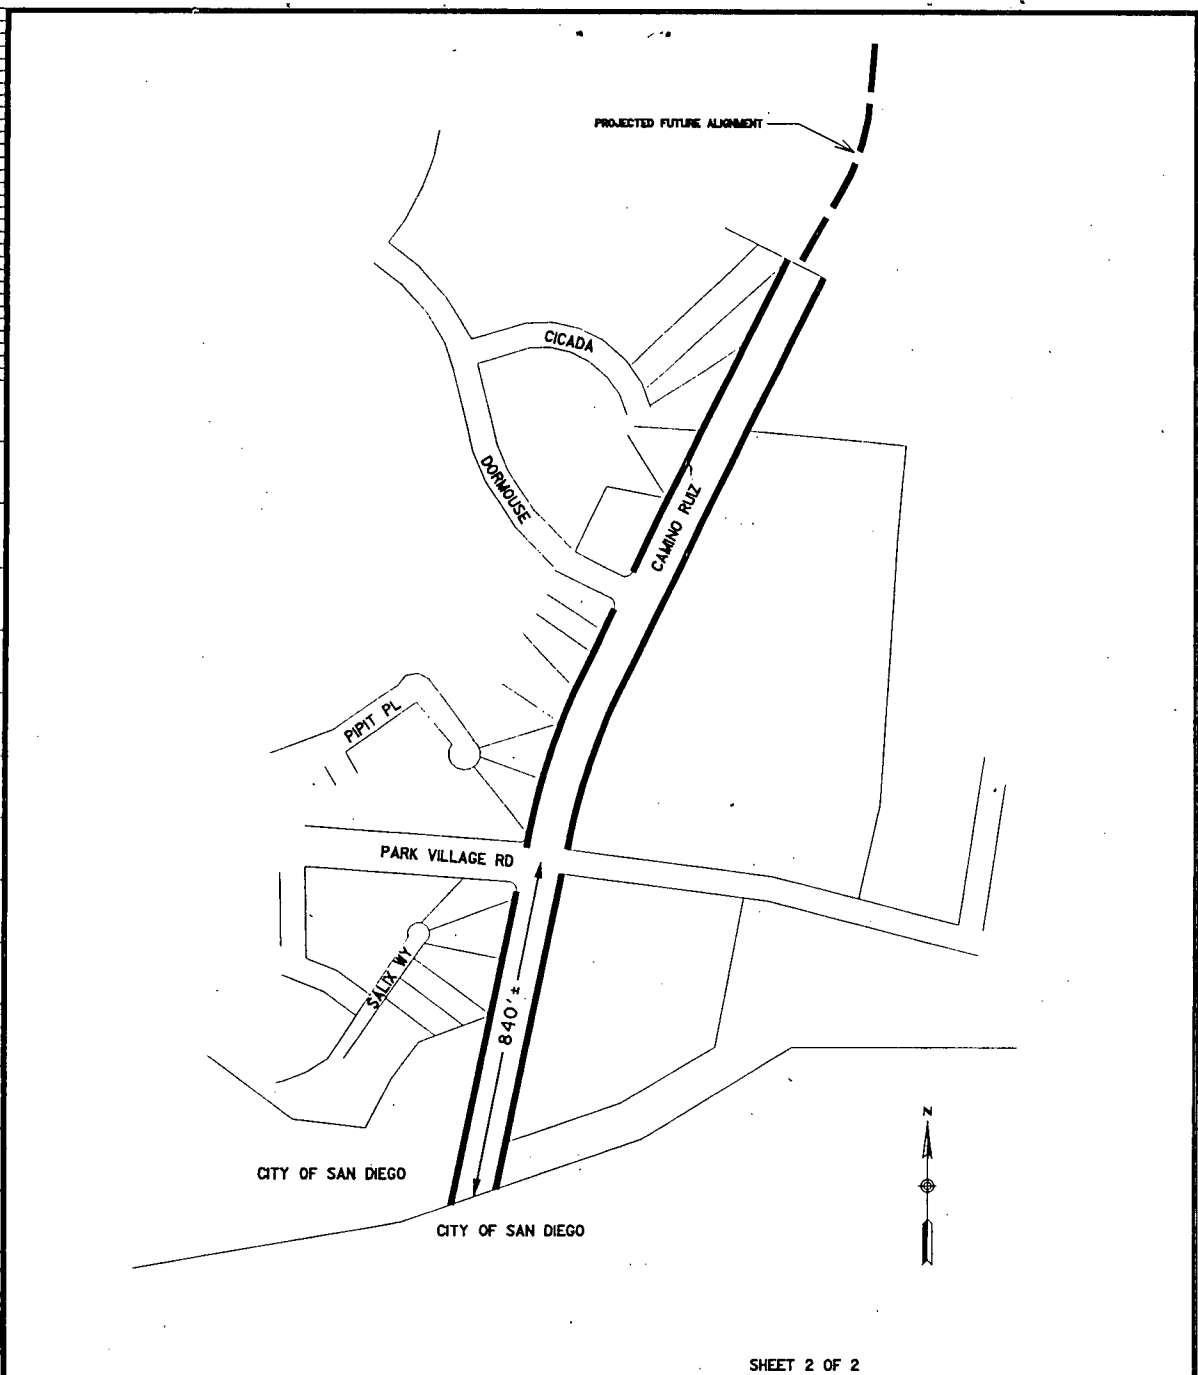 PROJECTED FUTURE ALIGNMENT
CICADA
DORMOUSE
CAMINO RUIZ
PIPIT PL
PARK VILLAGE RD
SALIX WY
840'±
N
CITY OF SAN DIEGO
CITY OF SAN DIEGO
SHEET 2 OF 2